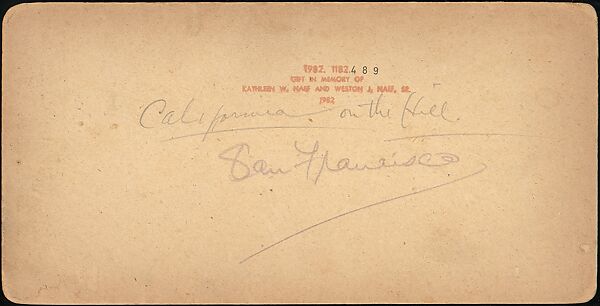 1982. 1182.489
GIFT IN MEMORY OF
KATHLEEN W. NAEF AND WESTON J. NAEF, SR.
1982
California on the Hill.
San Francisco